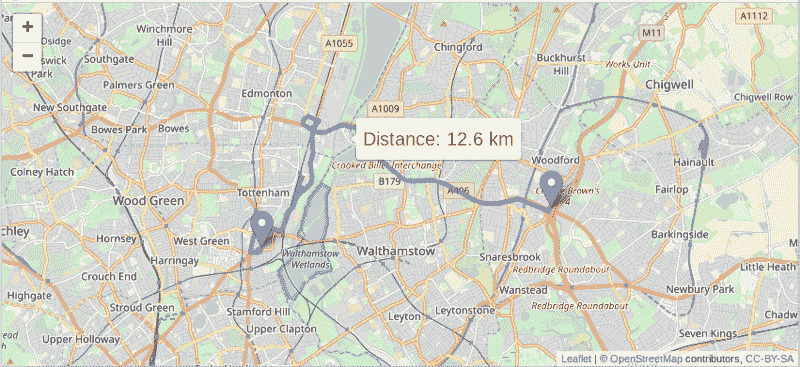 +
−
Winchmore
Hill
A1055
Chingford
Buckhurst
Hill
M11
A1112
Osidge
Southgate
swick
Park
Works Unit
Chigwell
Palmers Green
Edmonton
New Southgate
A1009
Chigwell Row
Bowes Park
Bowes
Distance: 12.6 km
Crooked Billet Interchange
Woodford
Hainault
Colney Hatch
B179
A406
Charlie Brown's
Fairlop
Tottenham
Wood Green
chley
Hornsey
West Green
Barkingside
Harringay
Walthamstow
Wetlands
Walthamstow
Snaresbrook
Redbridge Roundabout
Little Heath
Crouch End
Highgate
Wanstead
Newbury Park
Stroud Green
Stamford Hill
Leyton
Leytonstone
Redbridge Roundabout
Chadw
Upper Clapton
Seven Kings
Upper Holloway
Leaflet | © OpenStreetMap contributors, CC-BY-SA